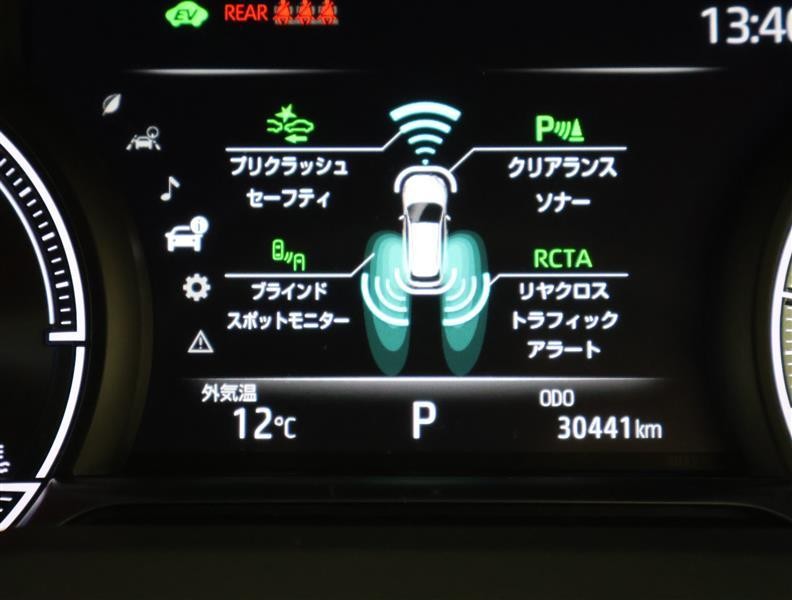 EV
REAR
13:40
P
プリクラッシュ
セーフティ
クリアランス
ソナー
RCTA
ブラインド
スポットモニター
リヤクロス
トラフィック
アラート
外気温
12℃
P
ODO
30441km